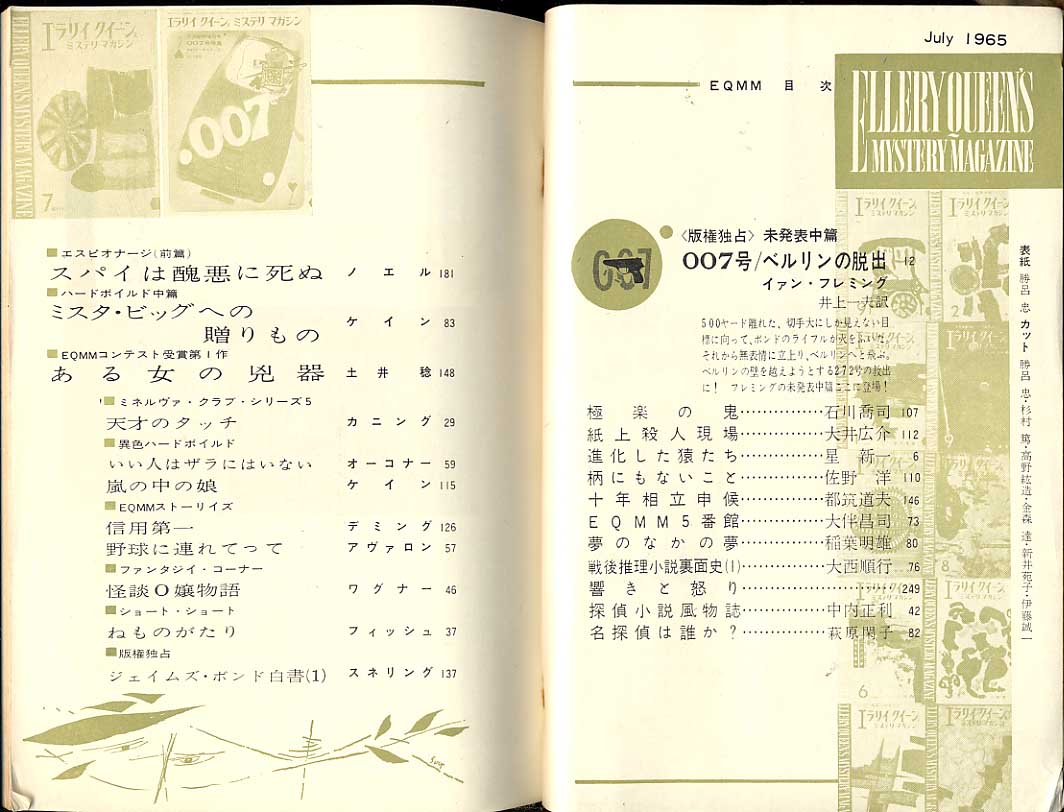 July 1965
EQMM 目次
ELLERY QUEEN'S
MYSTERY MAGAZINE
007
〈版権独占〉未発表中篇
007号/ベルリンの脱出 12
イァン・フレミング
井上一夫訳
500ヤード離れた、切手大にしか見えない目
標に向って、ボンドのライフルが火をふいた。
それから無表情に立上り、ベルリンへと飛ぶ。
ベルリンの壁を越えようとする272号の脱出
に! フレミングの未発表中篇ここに登場!
極楽の鬼……………石川喬司 107
紙上殺人現場……………大井広介 112
進化した猿たち……………星新一 6
柄にもないこと……………佐野洋 110
十年相立申候……………都筑道夫 146
EQMM5番館……………大伴昌司 73
夢のなかの夢……………稲葉明雄 80
戦後推理小説裏面史(1)……………大西順行 76
響きと怒り……………249
探偵小説風物誌……………中内正利 42
名探偵は誰か?……………萩原閑子 82
表紙 勝呂 忠 カット 勝呂 忠・杉村 篤・高野紘造・金森 達・新井苑子・伊藤誠一
エラリイ クイーンズ
ミステリ マガジン
ELLERY QUEEN'S MYSTERY MAGAZINE
7
エラリイ クイーンズ ミステリ マガジン
.007
7
エスピオナージ(前篇)
スパイは醜悪に死ぬ ノエル 181
ハードボイルド中篇
ミスタ・ビッグへの
贈りもの ケイン 83
EQMMコンテスト受賞第1作
ある女の兇器 土井稔 148
ミネルヴァ・クラブ・シリーズ5
天才のタッチ カニング 29
異色ハードボイルド
いい人はザラにはいない オーコナー 59
嵐の中の娘 ケイン 115
EQMMストーリイズ
信用第一 デミング 126
野球に連れてって アヴァロン 57
ファンタジイ・コーナー
怪談O嬢物語 ワグナー 46
ショート・ショート
ねものがたり フィッシュ 37
版権独占
ジェイムズ・ボンド白書(1) スネリング 137